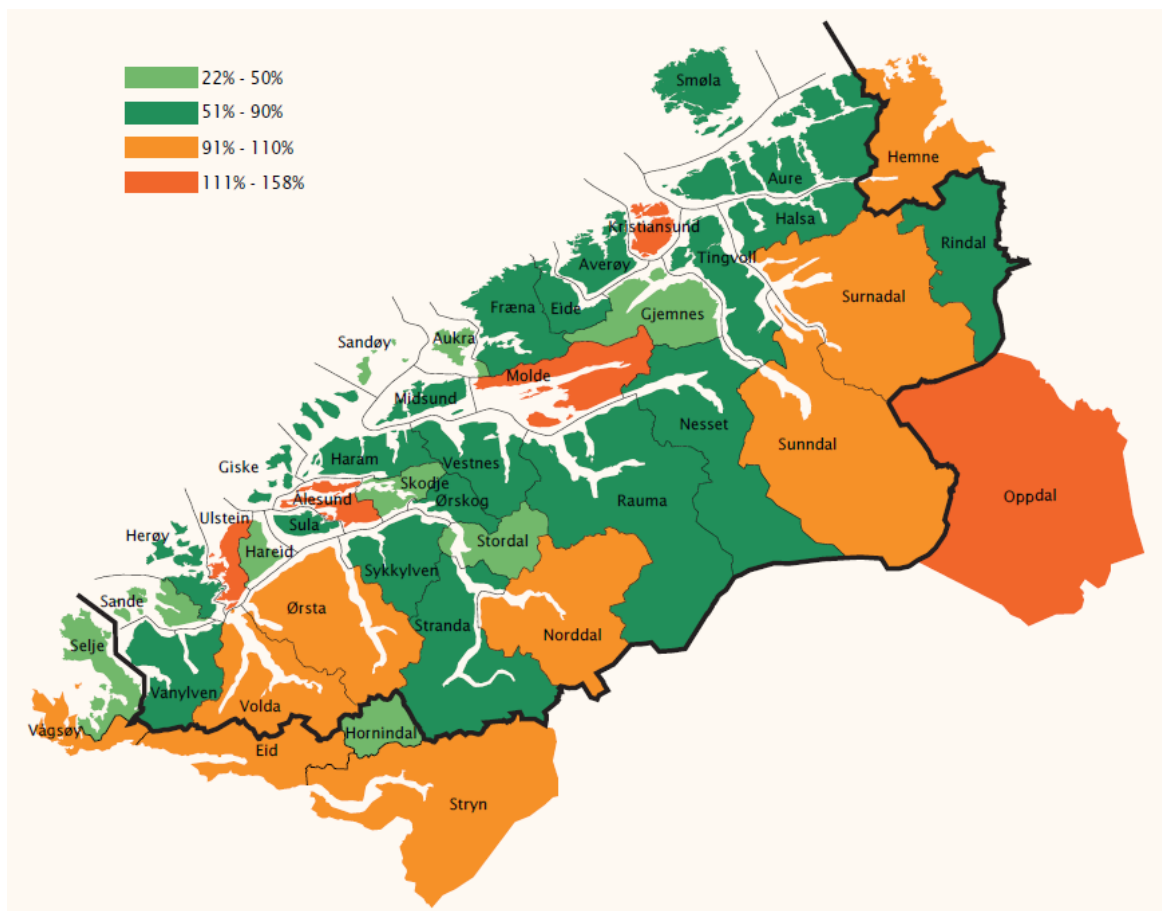 22% - 50%
51% - 90%
91% - 110%
111% - 158%
Smøla
Hemne
Aure
Halsa
Kristiansund
Rindal
Averøy
Tingvoll
Surnadal
Fræna
Eide
Gjemnes
Sandøy
Aukra
Molde
Midsund
Nesset
Sunndal
Haram
Vestnes
Giske
Skodje
Ålesund
Ørskog
Rauma
Oppdal
Ulstein
Sula
Herøy
Hareid
Stordal
Sykkylven
Sande
Ørsta
Stranda
Norddal
Selje
Vanylven
Volda
Vågsøy
Hornindal
Eid
Stryn